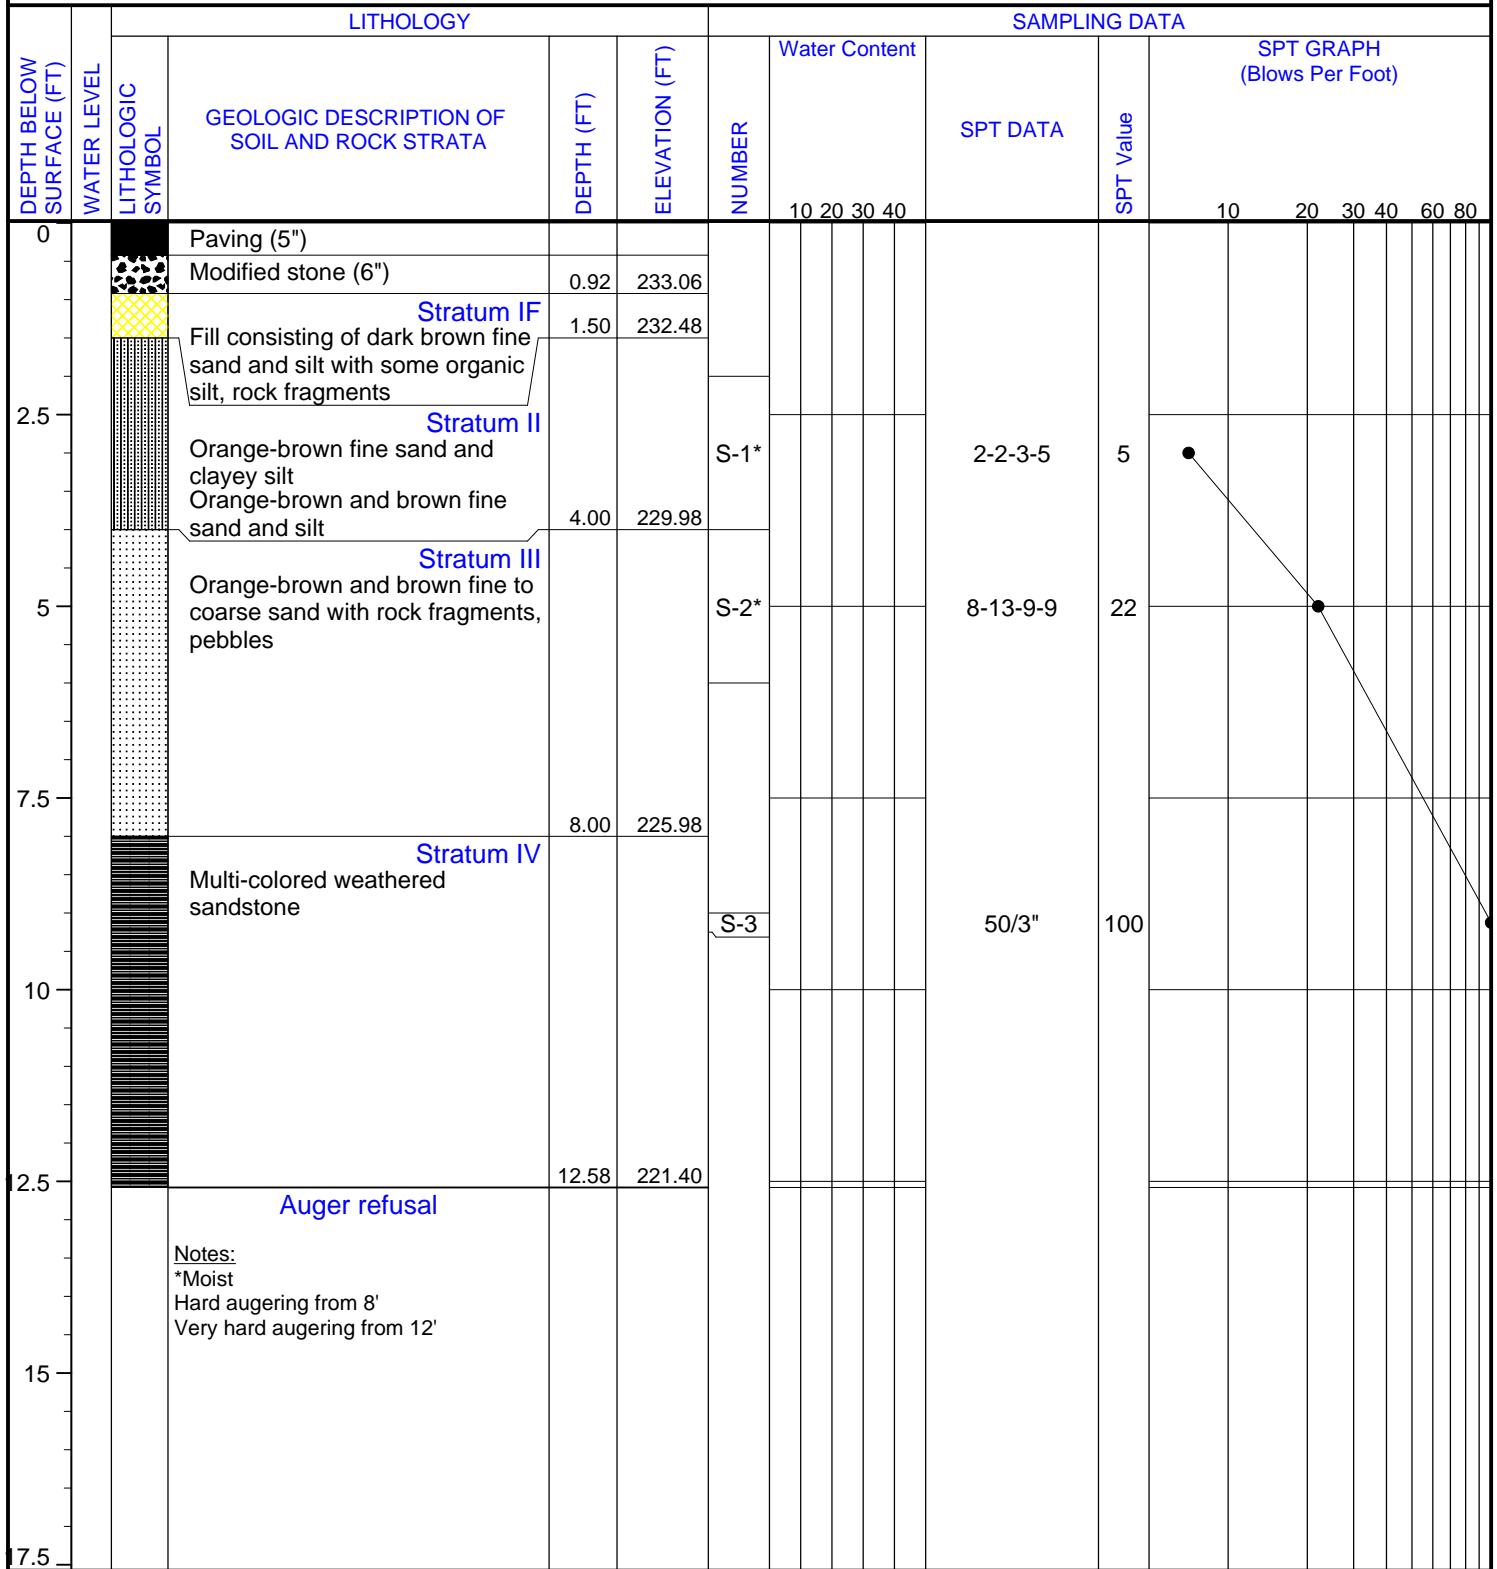 LITHOLOGY
SAMPLING DATA
DEPTH BELOW
SURFACE (FT)
WATER LEVEL
LITHOLOGIC
SYMBOL
GEOLOGIC DESCRIPTION OF
SOIL AND ROCK STRATA
DEPTH (FT)
ELEVATION (FT)
NUMBER
Water Content
10 20 30 40
SPT DATA
SPT Value
SPT GRAPH
(Blows Per Foot)
10 20 30 40 60 80
0
Paving (5")
Modified stone (6")
0.92 233.06
Stratum IF
1.50 232.48
Fill consisting of dark brown fine
sand and silt with some organic
silt, rock fragments
2.5
Stratum II
Orange-brown fine sand and
clayey silt
S-1* 2-2-3-5 5
Orange-brown and brown fine
sand and silt
4.00 229.98
Stratum III
Orange-brown and brown fine to
coarse sand with rock fragments,
pebbles
5
S-2* 8-13-9-9 22
7.5
8.00 225.98
Stratum IV
Multi-colored weathered
sandstone
S-3 50/3" 100
10
12.5
12.58 221.40
Auger refusal
Notes:
*Moist
Hard augering from 8'
Very hard augering from 12'
15
17.5